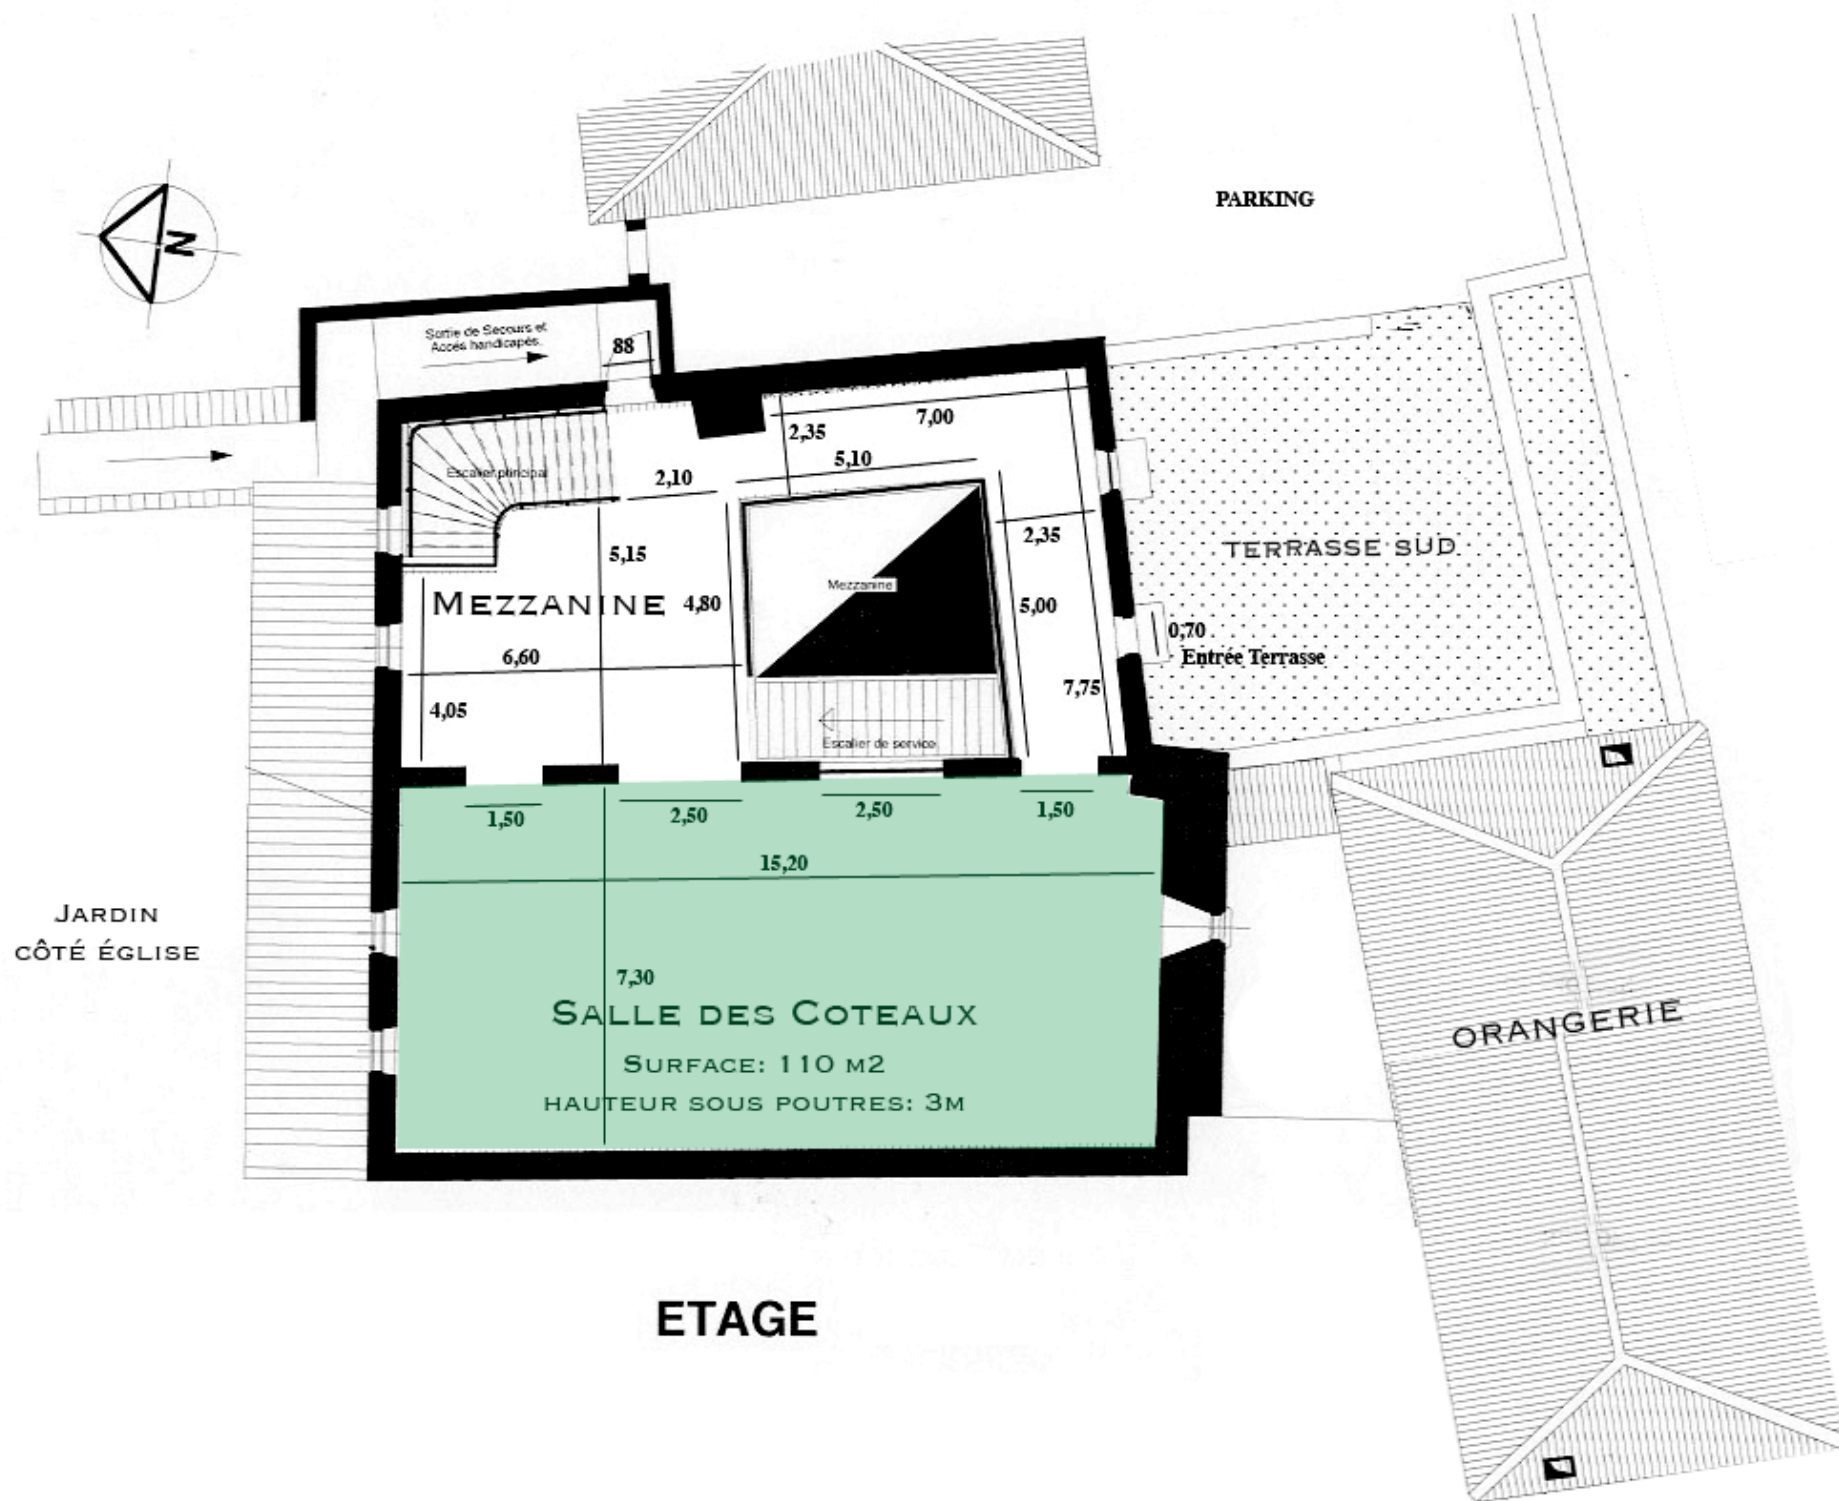 PARKING
N
Sortie de Secours et
Accés handicapés
88
7,00
2,35
5,10
Escalier principal
2,10
2,35
TERRASSE SUD
5,15
Mezzanine
MEZZANINE
4,80
5,00
0,70
Entrée Terrasse
6,60
7,75
4,05
Escalier de service
1,50
2,50
2,50
1,50
15,20
JARDIN
CÔTÉ ÉGLISE
7,30
SALLE DES COTEAUX
SURFACE: 110 M2
HAUTEUR SOUS POUTRES: 3M
ORANGERIE
ETAGE